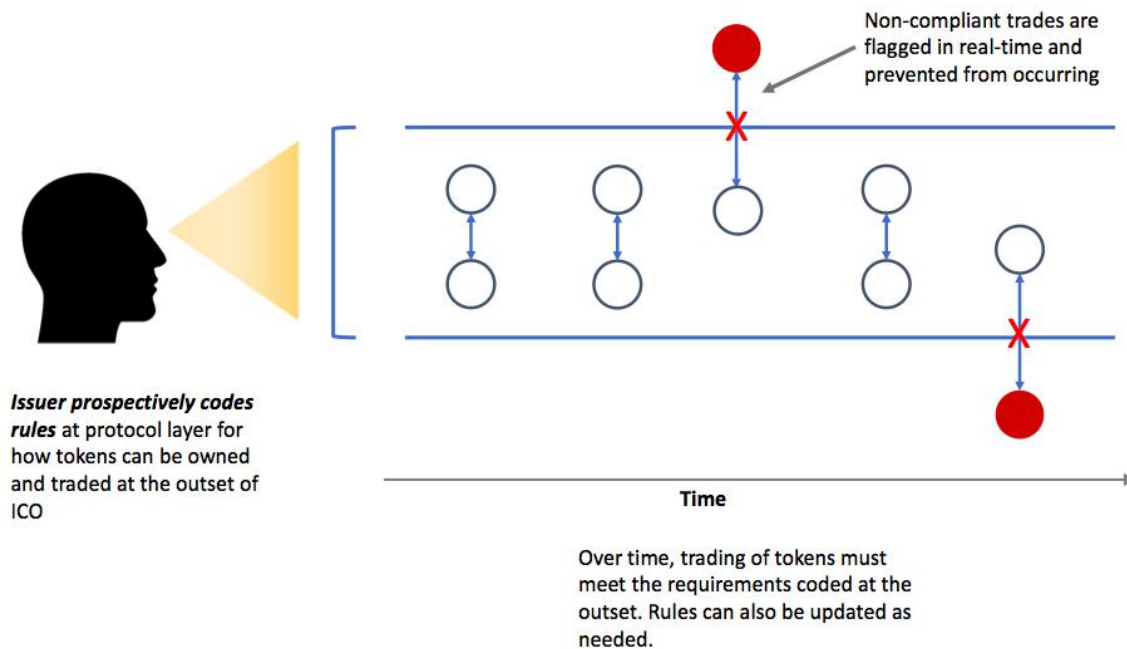 Non-compliant trades are
flagged in real-time and
prevented from occurring
X
X
Issuer prospectively codes
rules at protocol layer for
how tokens can be owned
and traded at the outset of
ICO
Time
Over time, trading of tokens must
meet the requirements coded at the
outset. Rules can also be updated as
needed.